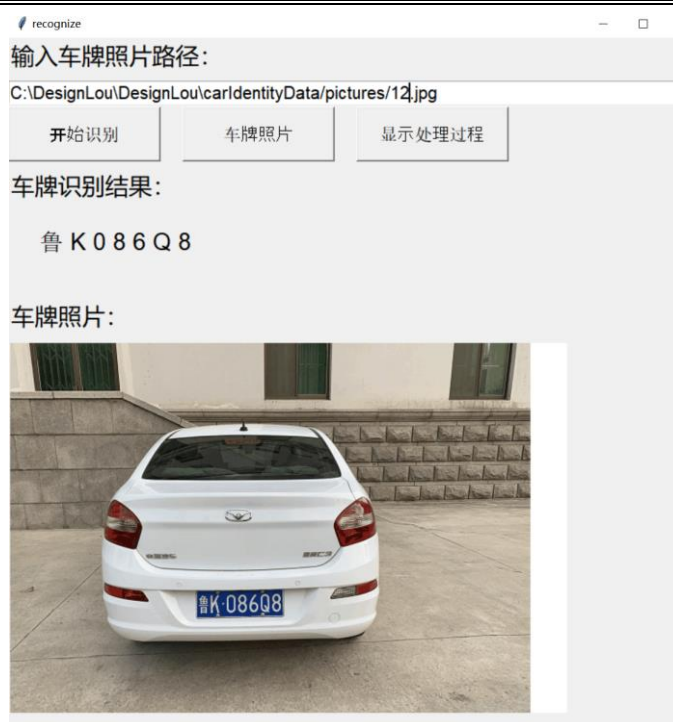 recognize
输入车牌照片路径:
C:\DesignLou\DesignLou\carIdentityData/pictures/12.jpg
开始识别 车牌照片 显示处理过程
车牌识别结果:
鲁 K 0 8 6 Q 8
车牌照片:
鲁K·086Q8